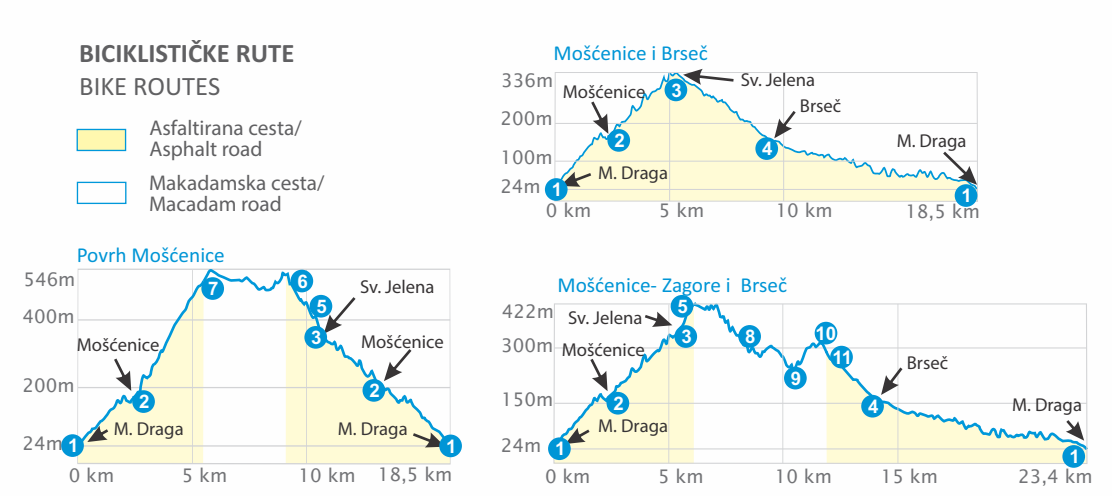 BICIKLISTIČKE RUTE
BIKE ROUTES
Asfaltirana cesta/
Asphalt road
Makadamska cesta/
Macadam road
Mošćenice i Brseč
336m
200m
100m
24m
Mošćenice
Sv. Jelena
Brseč
M. Draga
M. Draga
1
2
3
4
1
0 km
5 km
10 km
18,5 km
Povrh Mošćenice
546m
400m
200m
24m
Mošćenice
Sv. Jelena
Mošćenice
M. Draga
M. Draga
1
2
7
6
5
3
2
1
0 km
5 km
10 km
18,5 km
Mošćenice- Zagore i Brseč
422m
300m
150m
24m
Sv. Jelena
Mošćenice
Brseč
M. Draga
M. Draga
1
2
5
3
8
9
10
11
4
1
0 km
5 km
10 km
15 km
23,4 km